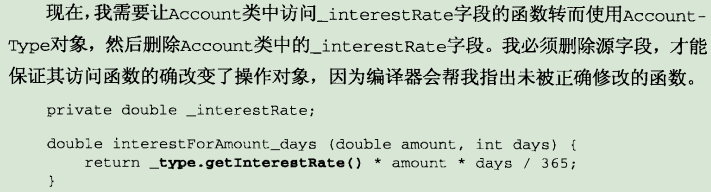 现在，我需要让Account类中访问_interestRate字段的函数转而使用Account-
Type对象，然后删除Account类中的_interestRate字段。我必须删除源字段，才能
保证其访问函数的确改变了操作对象，因为编译器会帮我指出未被正确修改的函数。
private double _interestRate;
double interestForAmount_days (double amount, int days) {
return _type.getInterestRate() * amount * days / 365;
}